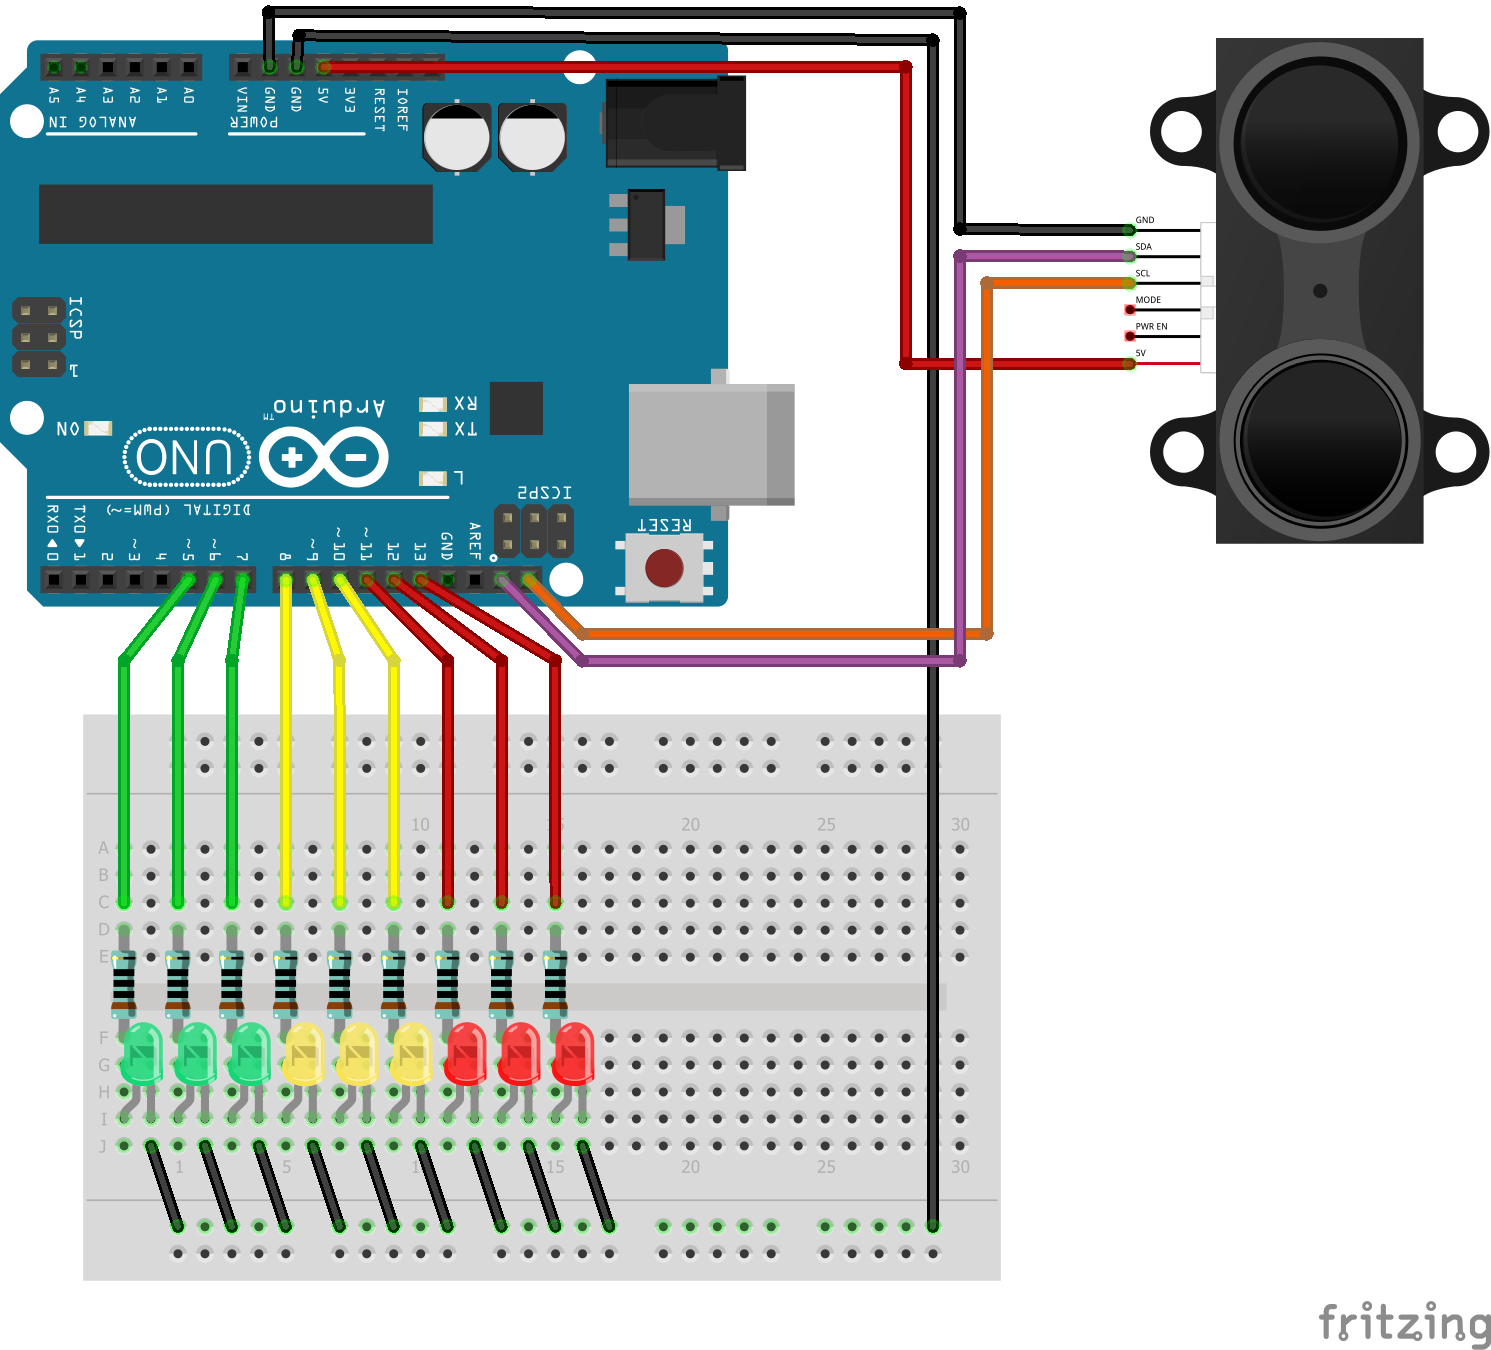 A5 A4 A3 A2 A1 A0
VIN GND GND 5V 3V3 RESET IOREF
ANALOG IN
POWER
GND
SDA
SCL
MODE
PWR EN
5V
ICSP
1
Arduino
TM
ON
UNO
RX
TX
L
ICSP2
RESET
DIGITAL (PWM=~)
RX0◀0 TX0▶1 2 ~3 4 ~5 ~6 7 8 ~9 ~10 ~11 12 13 GND AREF
10 15 20 25 30
A
B
C
D
E
F
G
H
I
J
1 5 10 15 20 25 30
fritzing